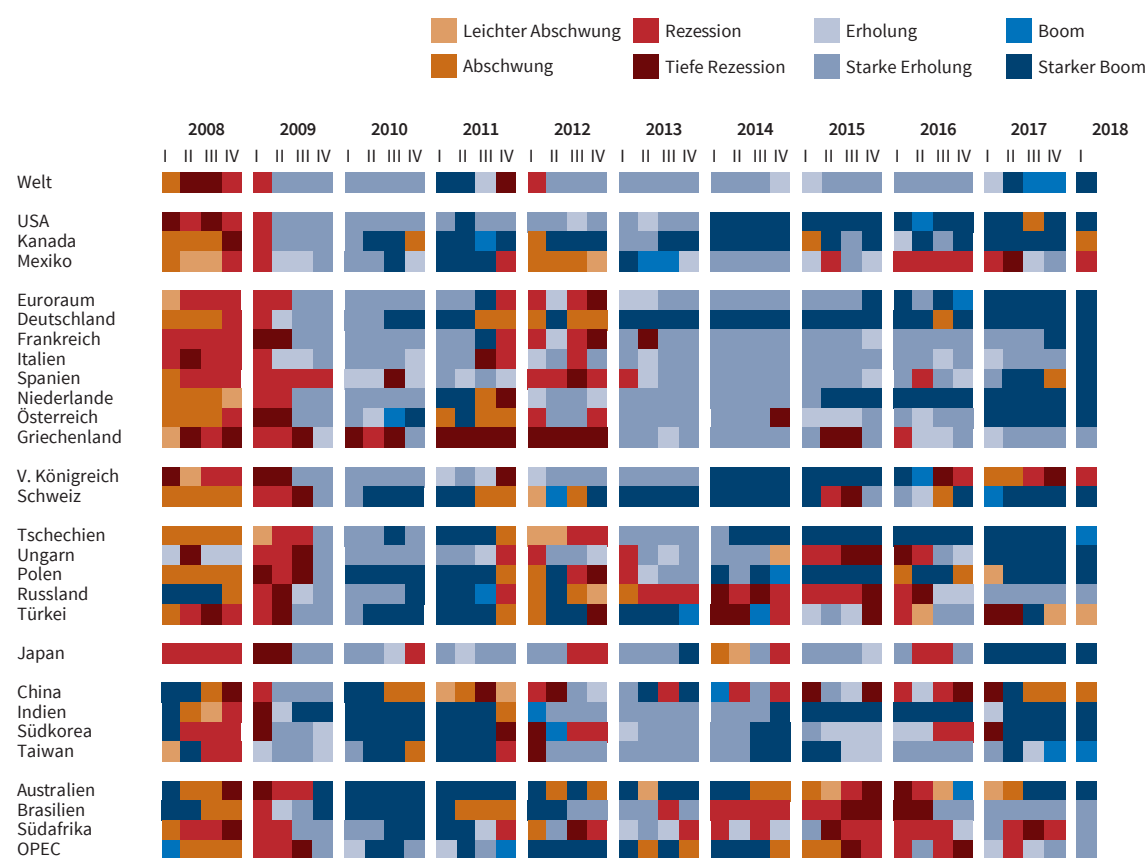 Leichter Abschwung Rezession Erholung Boom
Abschwung Tiefe Rezession Starke Erholung Starker Boom
2008 2009 2010 2011 2012 2013 2014 2015 2016 2017 2018
I II III IV I II III IV I II III IV I II III IV I II III IV I II III IV I II III IV I II III IV I II III IV I II III IV I
Welt
USA
Kanada
Mexiko
Euroraum
Deutschland
Frankreich
Italien
Spanien
Niederlande
Österreich
Griechenland
V. Königreich
Schweiz
Tschechien
Ungarn
Polen
Russland
Türkei
Japan
China
Indien
Südkorea
Taiwan
Australien
Brasilien
Südafrika
OPEC